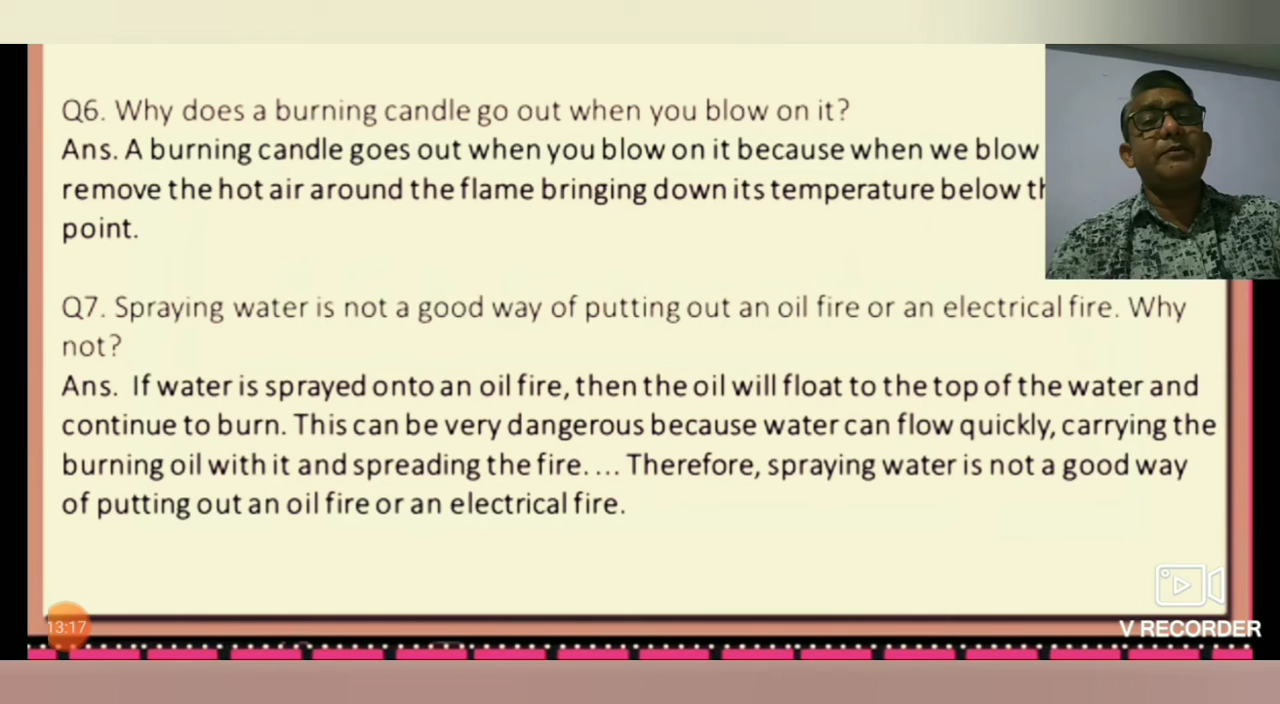 Q6. Why does a burning candle go out when you blow on it?
Ans. A burning candle goes out when you blow on it because when we blow
remove the hot air around the flame bringing down its temperature below
point.
Q7. Spraying water is not a good way of putting out an oil fire or an electrical fire. Why
not?
Ans. If water is sprayed onto an oil fire, then the oil will float to the top of the water and
continue to burn. This can be very dangerous because water can flow quickly, carrying the
burning oil with it and spreading the fire. ... Therefore, spraying water is not a good way
of putting out an oil fire or an electrical fire.
13:17
V RECORDER